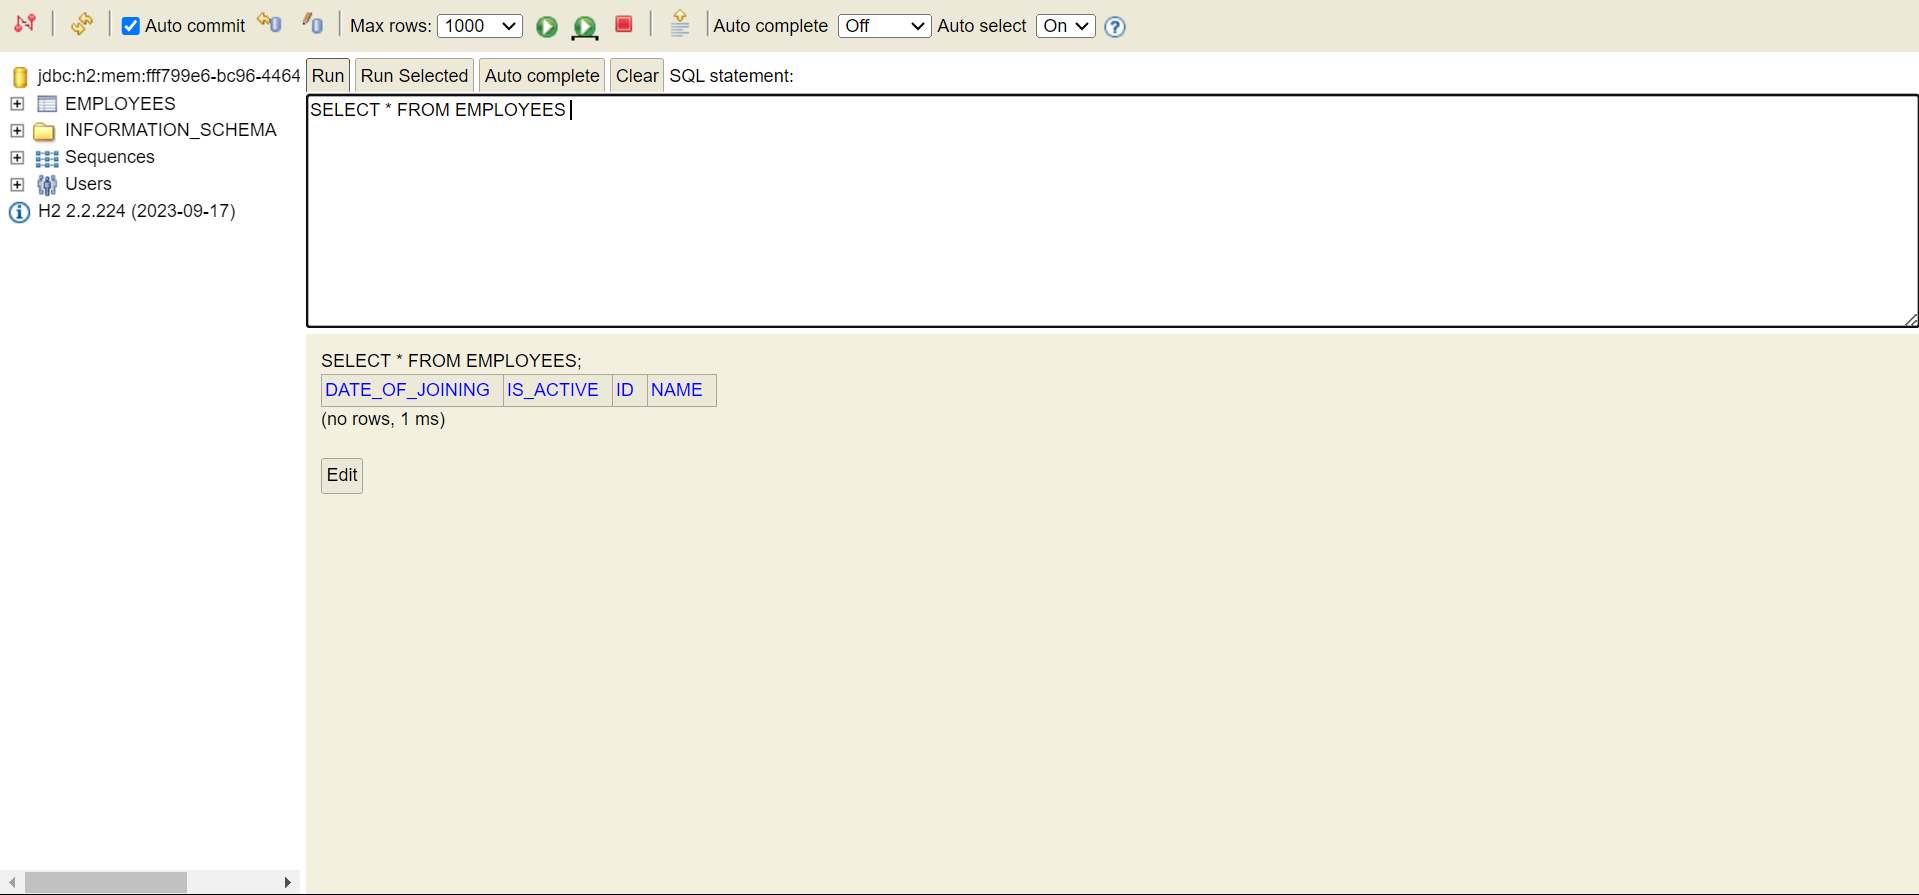 Auto commit Max rows: 1000 Auto complete Off Auto select On
jdbc:h2:mem:fff799e6-bc96-4464
EMPLOYEES
INFORMATION_SCHEMA
Sequences
Users
H2 2.2.224 (2023-09-17)
Run Run Selected Auto complete Clear SQL statement:
SELECT * FROM EMPLOYEES
SELECT * FROM EMPLOYEES;
DATE_OF_JOINING IS_ACTIVE ID NAME
(no rows, 1 ms)
Edit